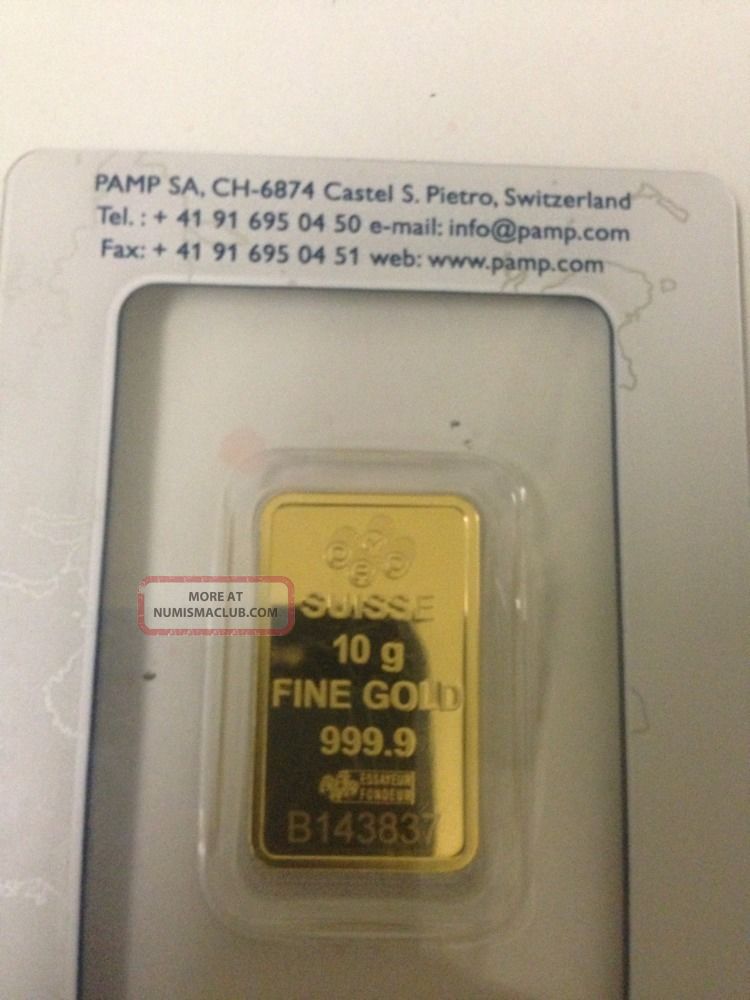 PAMP SA, CH-6874 Castel S. Pietro, Switzerland
Tel. : + 41 91 695 04 50 e-mail: info@pamp.com
Fax: + 41 91 695 04 51 web: www.pamp.com
PAMP
SUISSE
10 g
FINE GOLD
999.9
ESSAYEUR
FONDEUR
B143837
MORE AT
NUMISMACLUB.COM